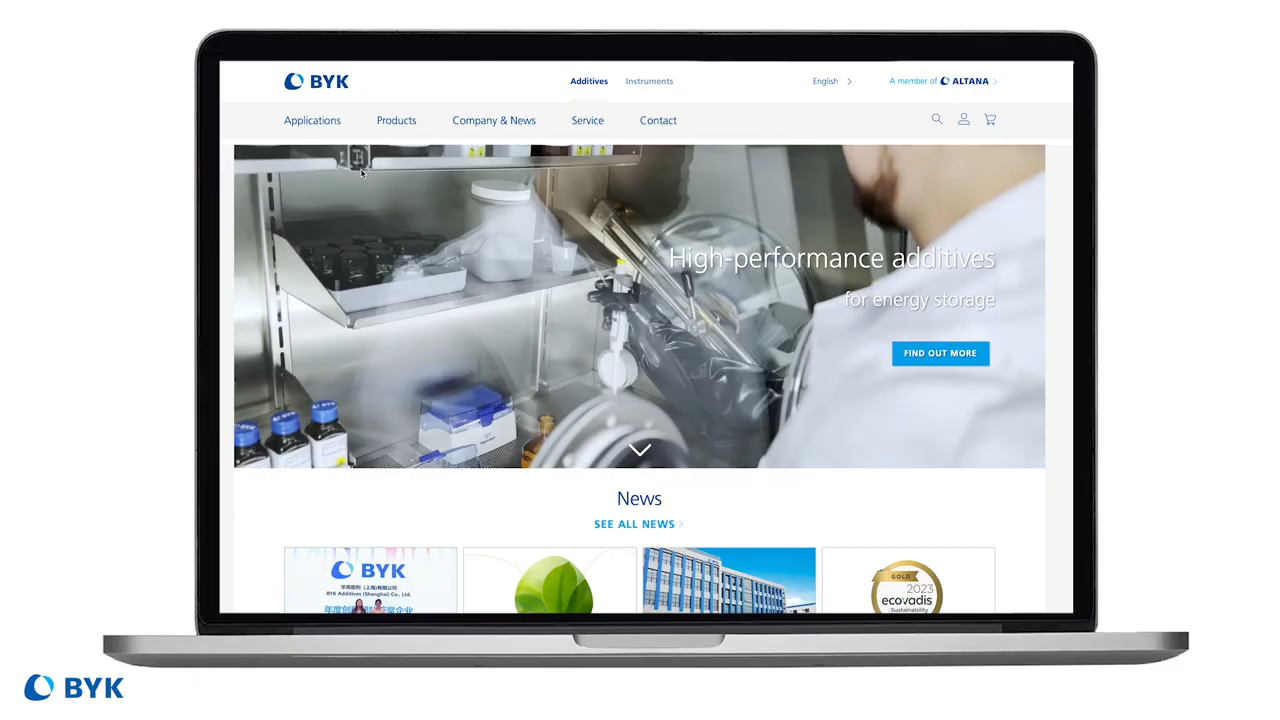 BYK
Additives
Instruments
English
A member of ALTANA
Applications
Products
Company & News
Service
Contact
High-performance additives
for energy storage
FIND OUT MORE
News
SEE ALL NEWS
BYK
BYK Additives (Shanghai) Co., Ltd.
GOLD
2023
ecovadis
Sustainability
BYK